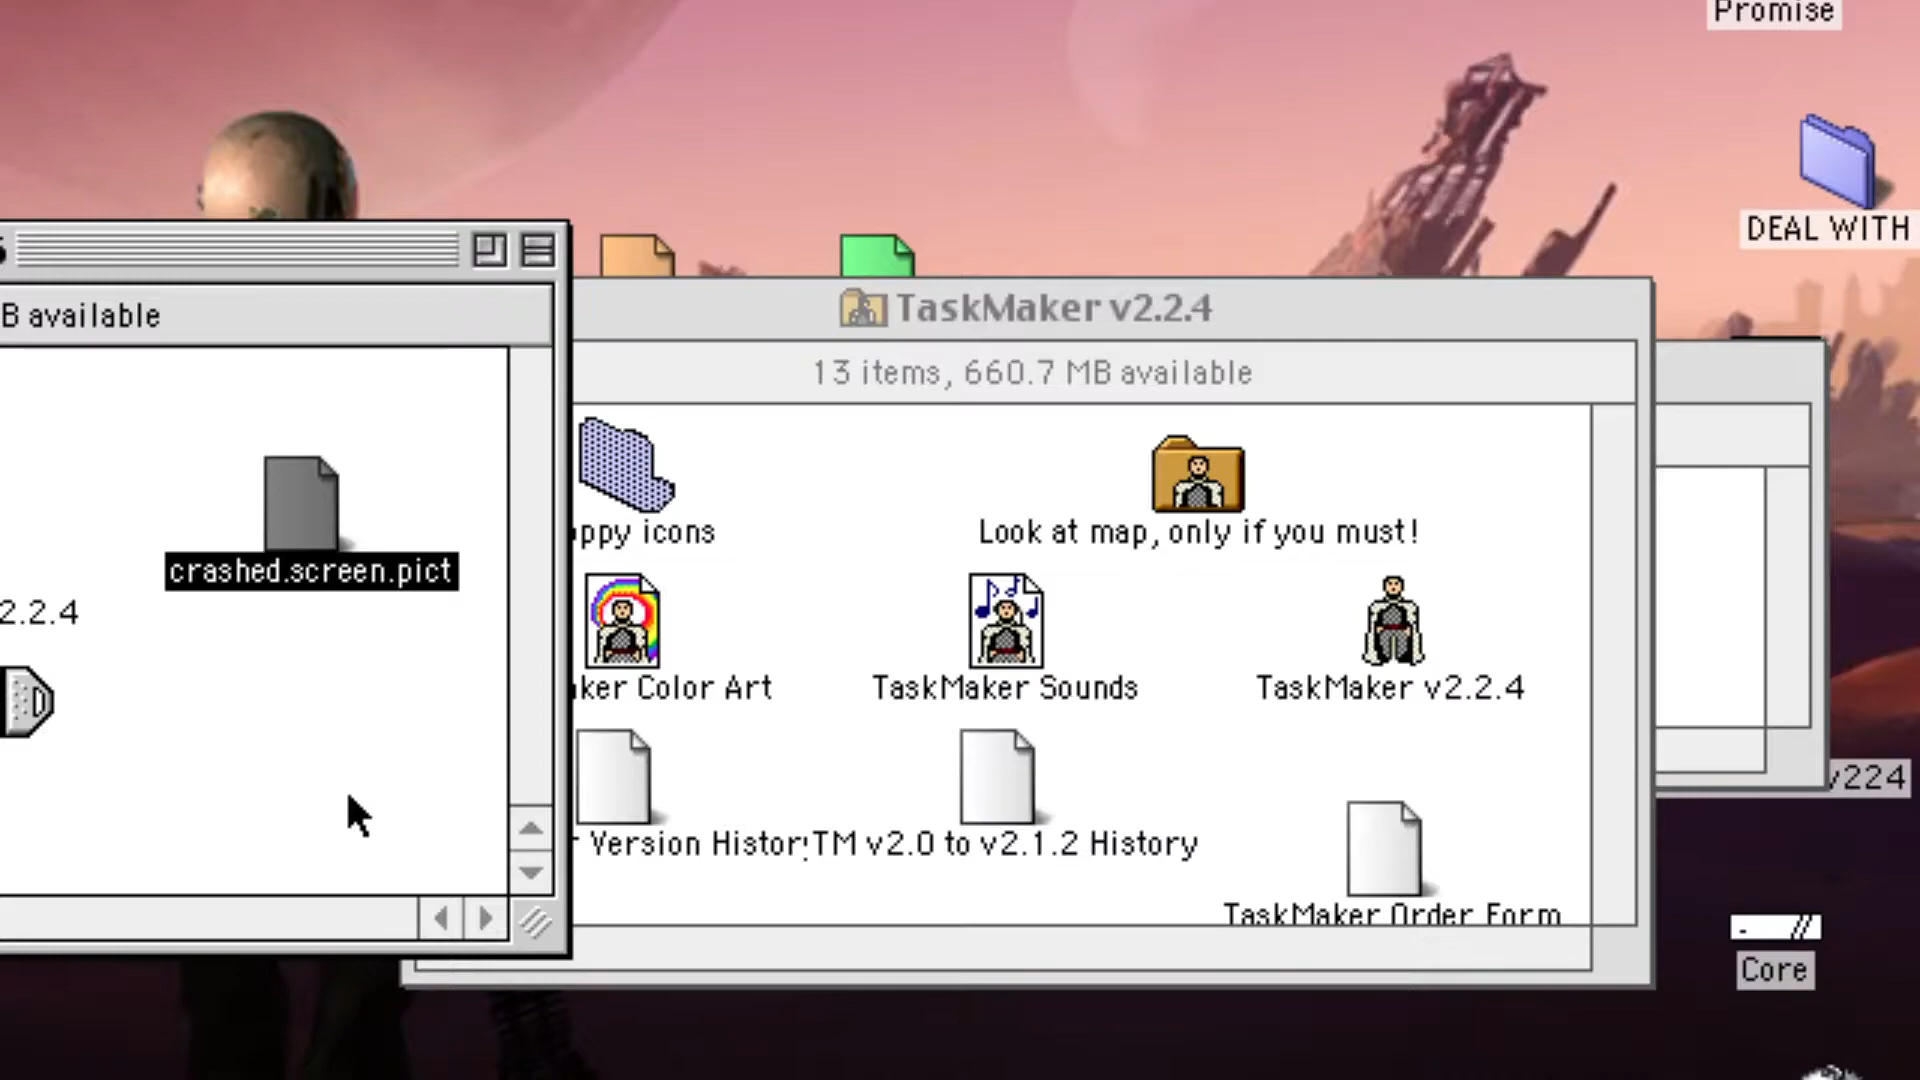 Promise
DEAL WITH
B available
crashed.screen.pict
2.2.4
TaskMaker v2.2.4
13 items, 660.7 MB available
ppy icons
Look at map, only if you must!
ker Color Art
TaskMaker Sounds
TaskMaker v2.2.4
r Version Histor
TM v2.0 to v2.1.2 History
TaskMaker Order Form
v224
Core